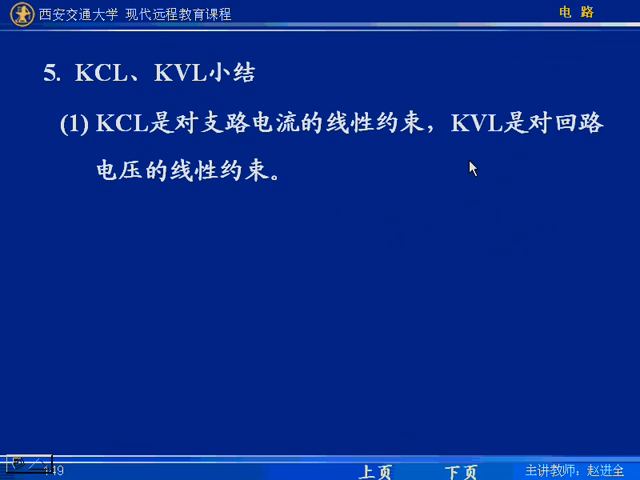 西安交通大学 现代远程教育课程
电 路
5. KCL、KVL小结
(1) KCL是对支路电流的线性约束，KVL是对回路
电压的线性约束。
上页 下页
主讲教师：赵进全